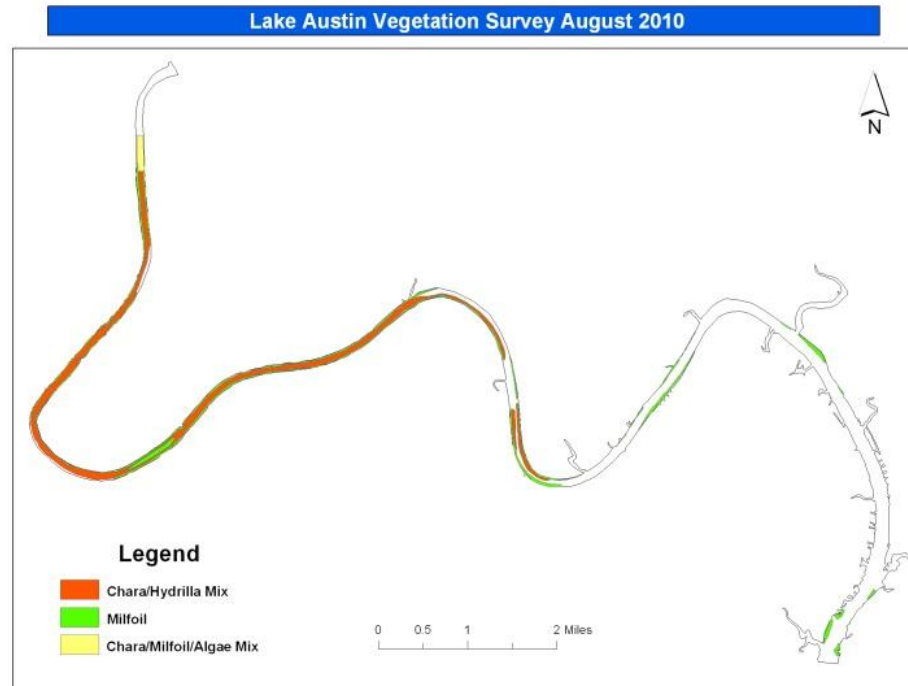 Lake Austin Vegetation Survey August 2010
N
Legend
Chara/Hydrilla Mix
Milfoil
Chara/Milfoil/Algae Mix
0 0.5 1 2 Miles